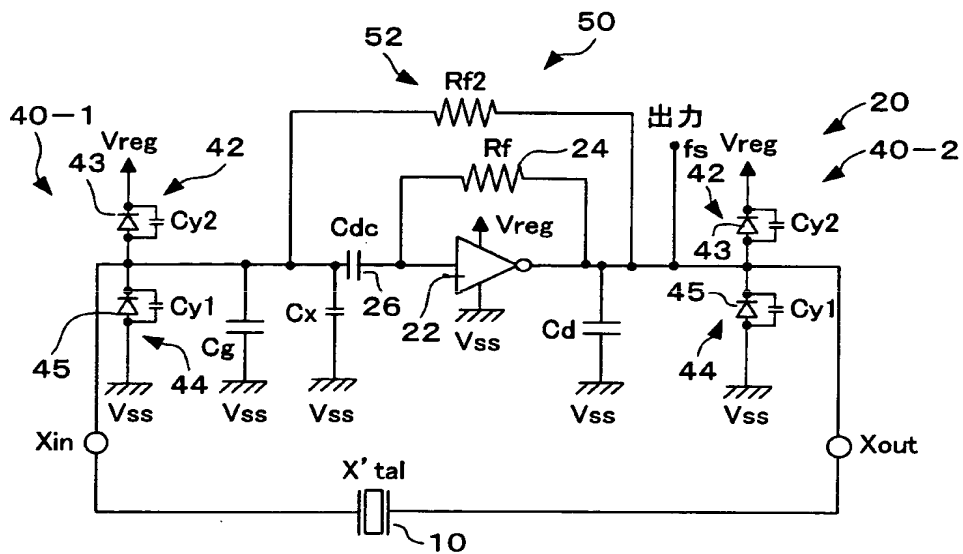 50
52
Rf2
40-1
Vreg
43
42
Cy2
出力
fs
20
Vreg
40-2
Rf
24
42
Cy2
43
Cdc
Vreg
26
22
Vss
45
Cy1
Cy1
Cx
Cg
Cd
45
44
44
Vss
Vss
Vss
Vss
Xin
Xout
X'tal
10